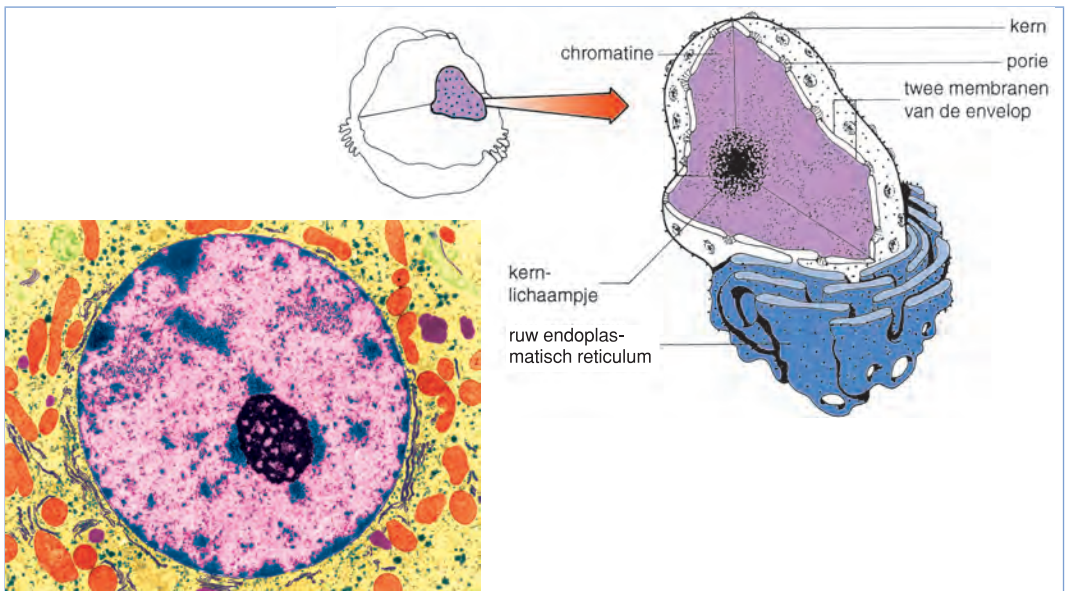 kern
chromatine
porie
twee membranen
van de envelop
kern-
lichaampje
ruw endoplas-
matisch reticulum